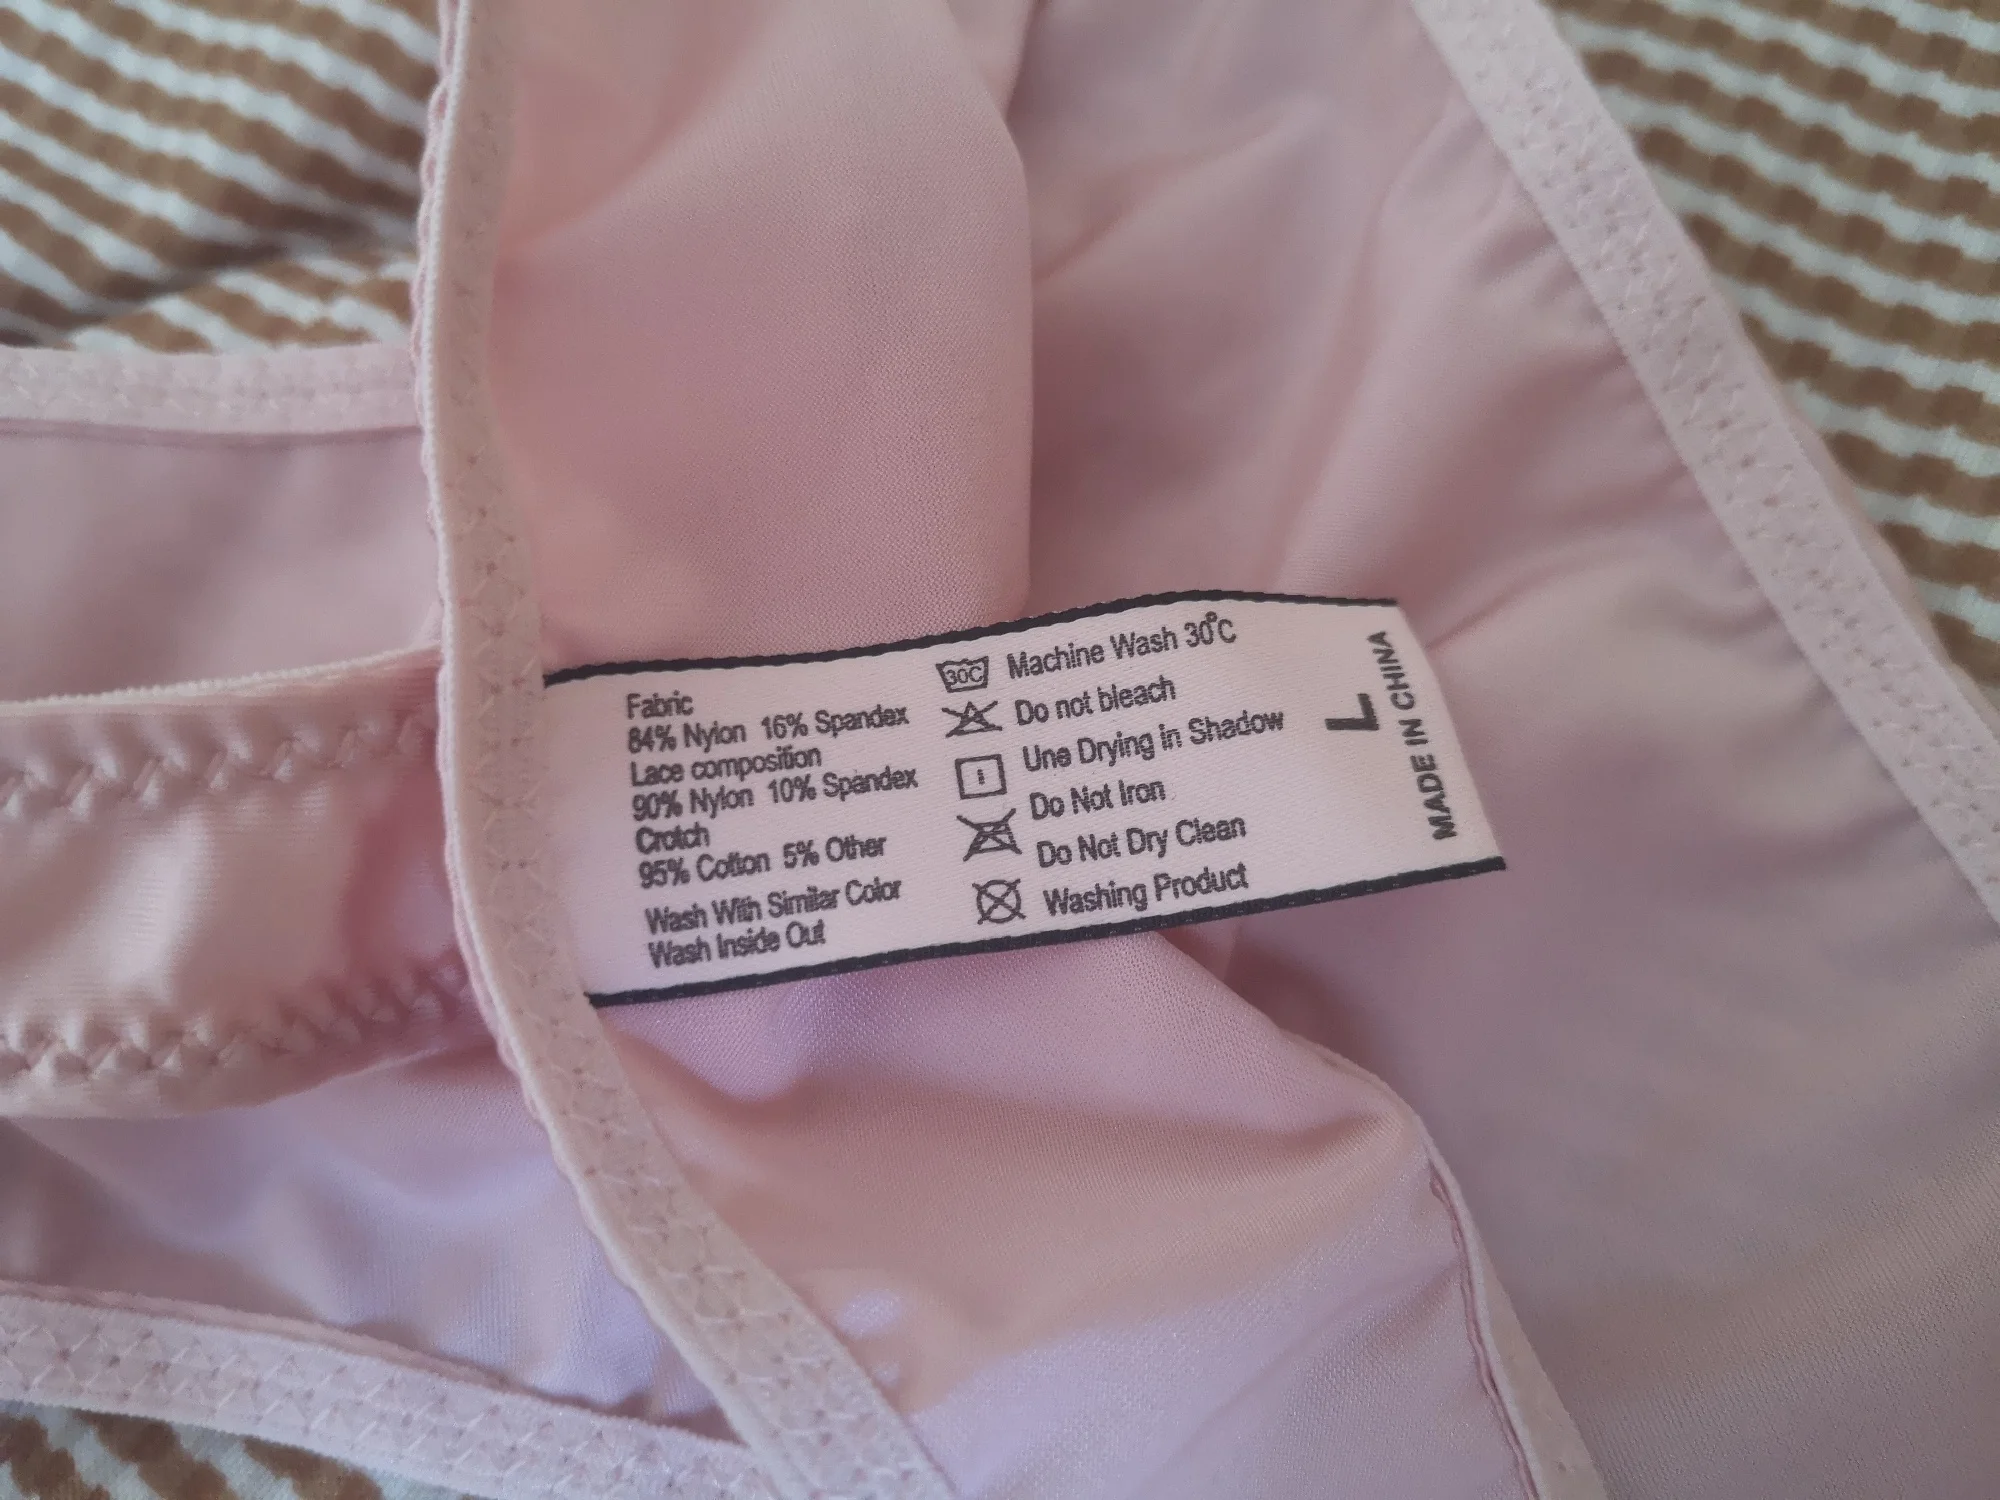 Fabric
84% Nylon 16% Spandex
Lace composition
90% Nylon 10% Spandex
Crotch
95% Cotton 5% Other
Wash With Similar Color
Wash Inside Out
30C Machine Wash 30°C
Do not bleach
Une Drying in Shadow
Do Not Iron
Do Not Dry Clean
Washing Product
L
MADE IN CHINA